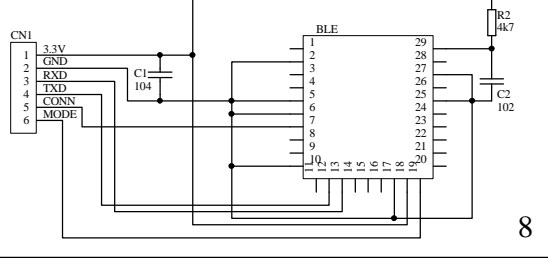 R2
4k7
BLE
CN1
1 3.3V
2 GND
3 RXD
4 TXD
5 CONN
6 MODE
C1
104
1 29
2 28
3 27
4 26
5 25
6 24
7 23
8 22
9 21
10 20
11 12 13 14 15 16 17 18 19
C2
102
8